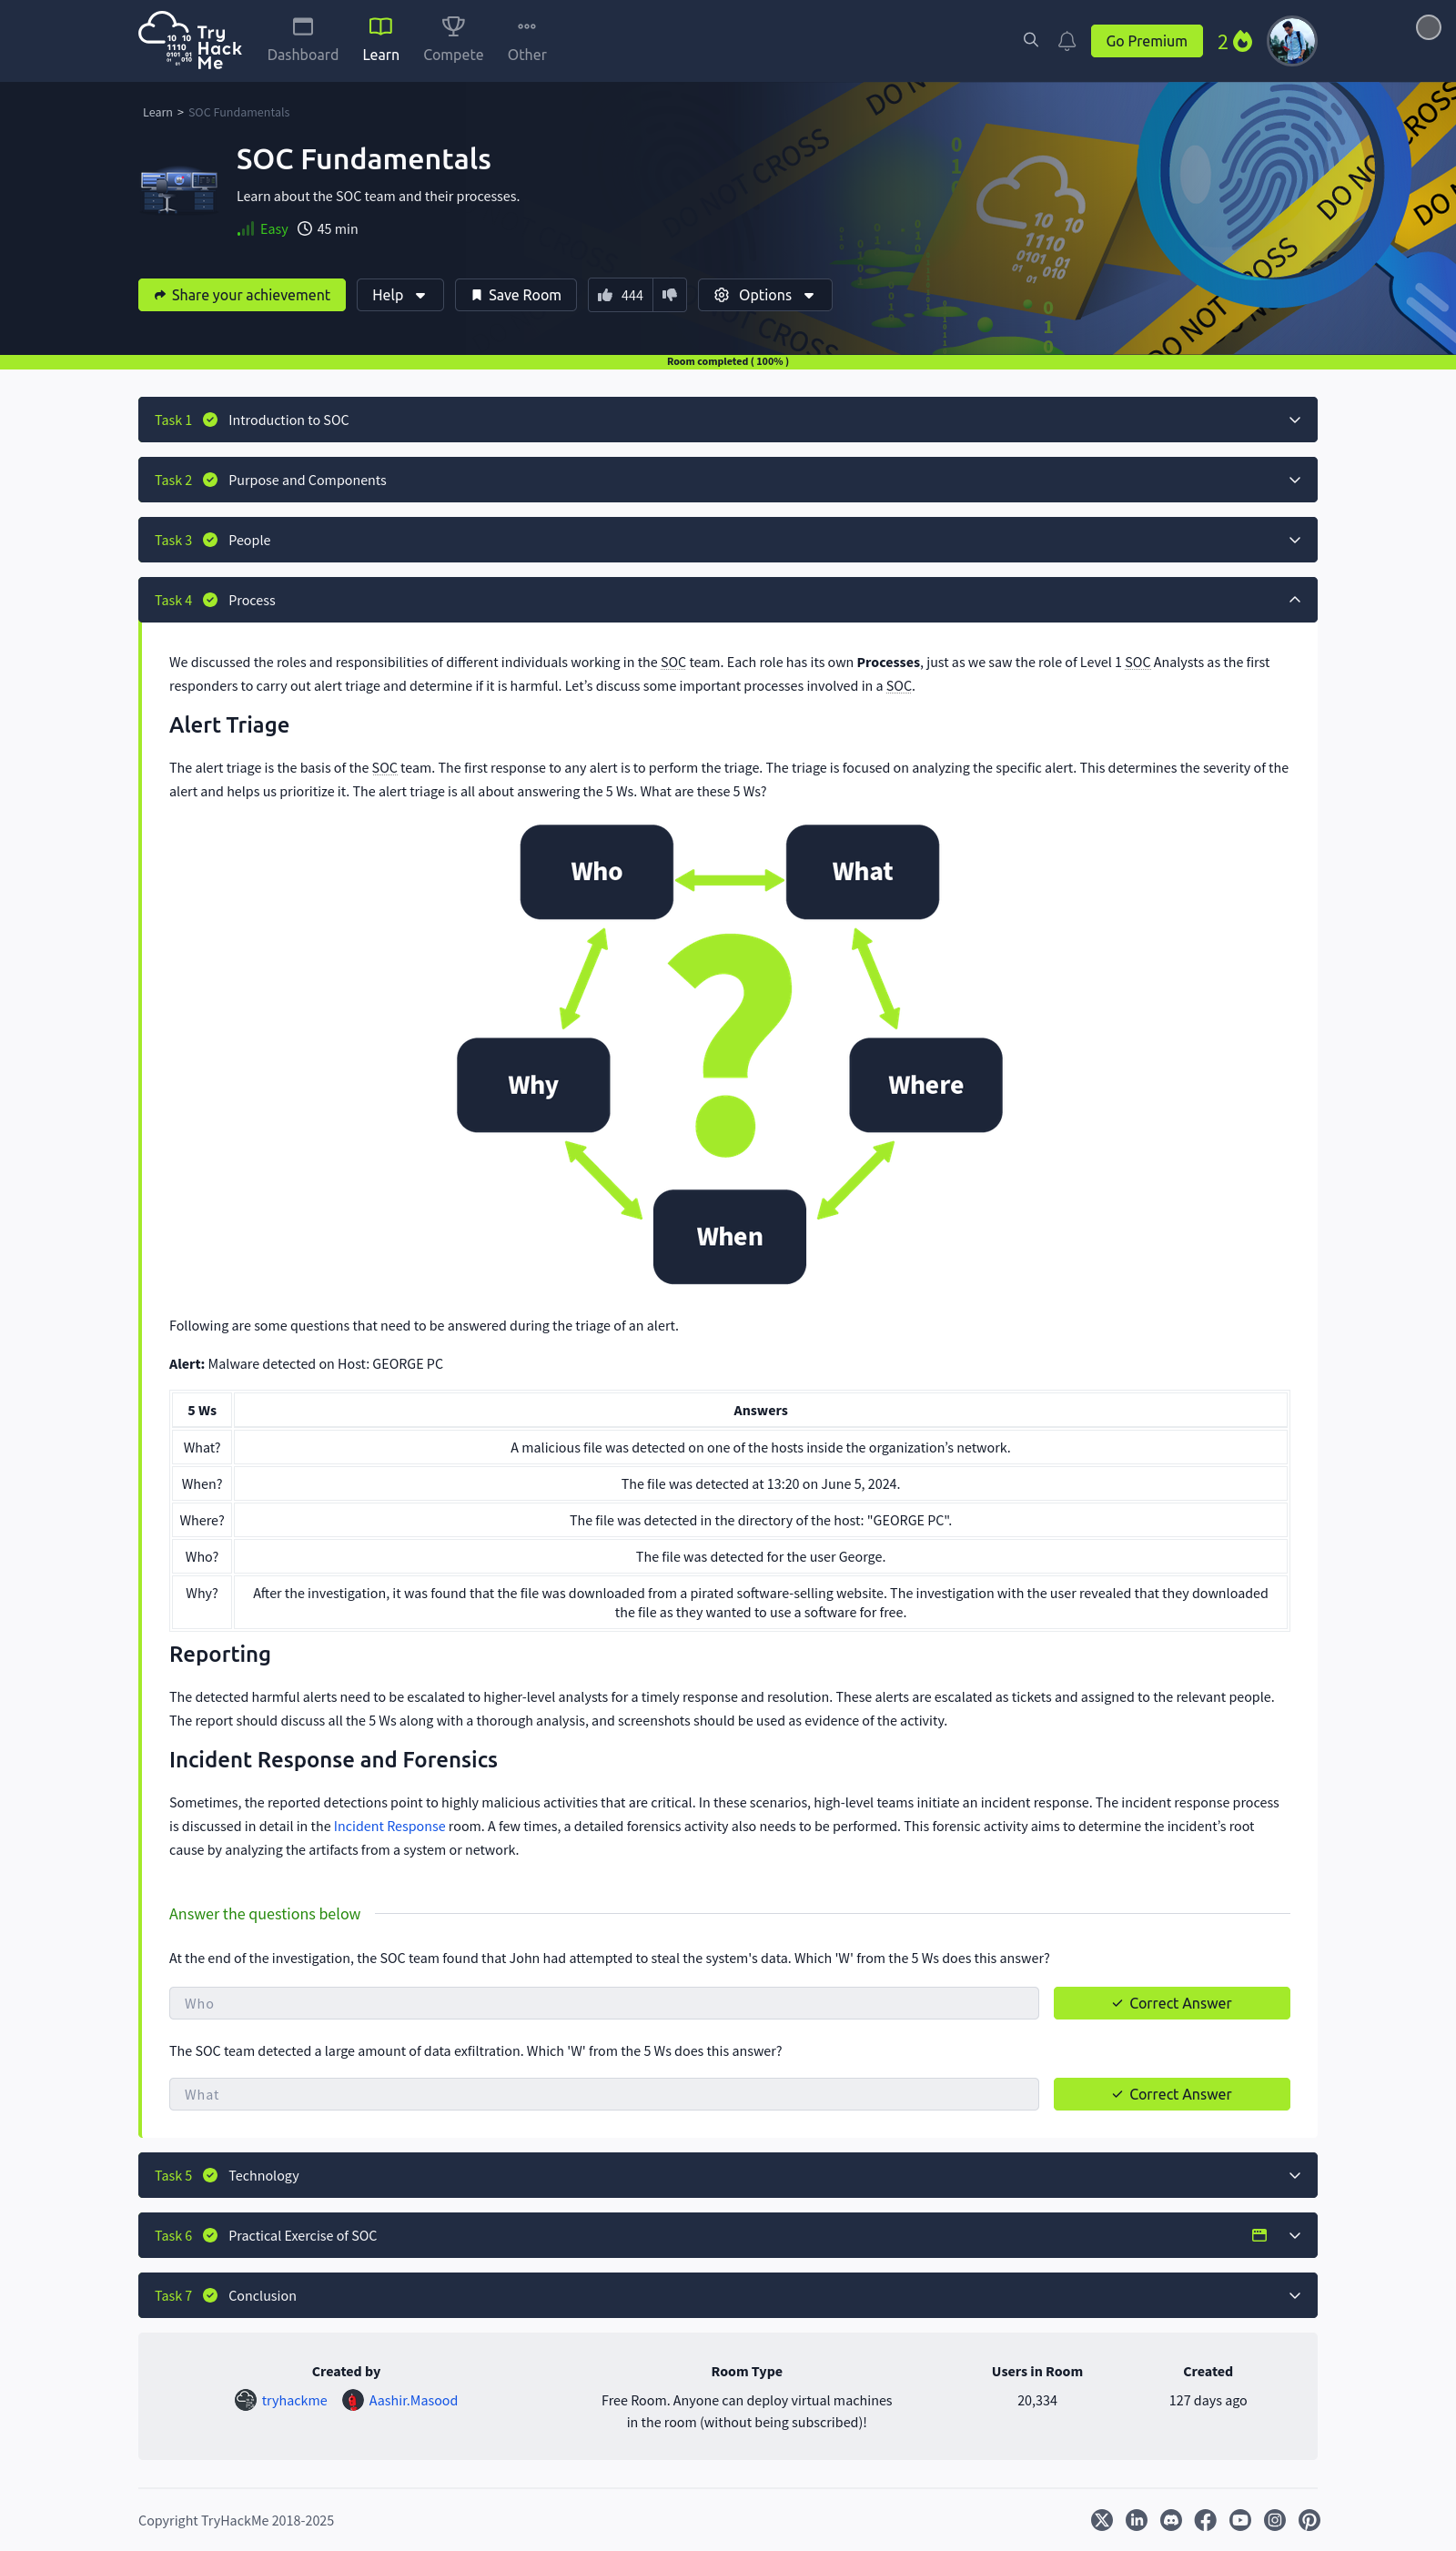 Try
Hack
Me
10 10
1110
0101 01
01 01
Dashboard
Learn
Compete
Other
Go Premium
2
Learn > SOC Fundamentals
SOC Fundamentals
Learn about the SOC team and their processes.
Easy 45 min
Share your achievement
Help
Save Room
444
Options
DO NOT CROSS
Room completed ( 100% )
Task 1 Introduction to SOC
Task 2 Purpose and Components
Task 3 People
Task 4 Process
We discussed the roles and responsibilities of different individuals working in the SOC team. Each role has its own Processes, just as we saw the role of Level 1 SOC Analysts as the first
responders to carry out alert triage and determine if it is harmful. Let’s discuss some important processes involved in a SOC.
Alert Triage
The alert triage is the basis of the SOC team. The first response to any alert is to perform the triage. The triage is focused on analyzing the specific alert. This determines the severity of the
alert and helps us prioritize it. The alert triage is all about answering the 5 Ws. What are these 5 Ws?
Who
What
?
Why
Where
When
Following are some questions that need to be answered during the triage of an alert.
Alert: Malware detected on Host: GEORGE PC
5 Ws Answers
What? A malicious file was detected on one of the hosts inside the organization’s network.
When? The file was detected at 13:20 on June 5, 2024.
Where? The file was detected in the directory of the host: "GEORGE PC".
Who? The file was detected for the user George.
Why? After the investigation, it was found that the file was downloaded from a pirated software-selling website. The investigation with the user revealed that they downloaded
the file as they wanted to use a software for free.
Reporting
The detected harmful alerts need to be escalated to higher-level analysts for a timely response and resolution. These alerts are escalated as tickets and assigned to the relevant people.
The report should discuss all the 5 Ws along with a thorough analysis, and screenshots should be used as evidence of the activity.
Incident Response and Forensics
Sometimes, the reported detections point to highly malicious activities that are critical. In these scenarios, high-level teams initiate an incident response. The incident response process
is discussed in detail in the Incident Response room. A few times, a detailed forensics activity also needs to be performed. This forensic activity aims to determine the incident’s root
cause by analyzing the artifacts from a system or network.
Answer the questions below
At the end of the investigation, the SOC team found that John had attempted to steal the system's data. Which 'W' from the 5 Ws does this answer?
Who
Correct Answer
The SOC team detected a large amount of data exfiltration. Which 'W' from the 5 Ws does this answer?
What
Correct Answer
Task 5 Technology
Task 6 Practical Exercise of SOC
Task 7 Conclusion
Created by
tryhackme Aashir.Masood
Room Type
Free Room. Anyone can deploy virtual machines
in the room (without being subscribed)!
Users in Room
20,334
Created
127 days ago
Copyright TryHackMe 2018-2025